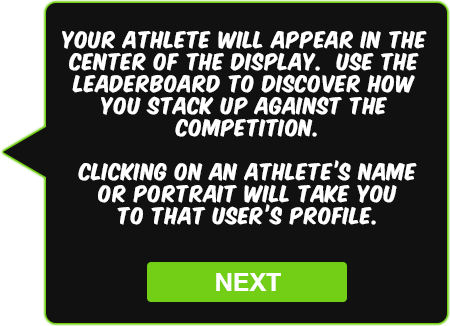 YOUR ATHLETE WILL APPEAR IN THE
CENTER OF THE DISPLAY. USE THE
LEADERBOARD TO DISCOVER HOW
YOU STACK UP AGAINST THE
COMPETITION.
CLICKING ON AN ATHLETE'S NAME
OR PORTRAIT WILL TAKE YOU
TO THAT USER'S PROFILE.
NEXT